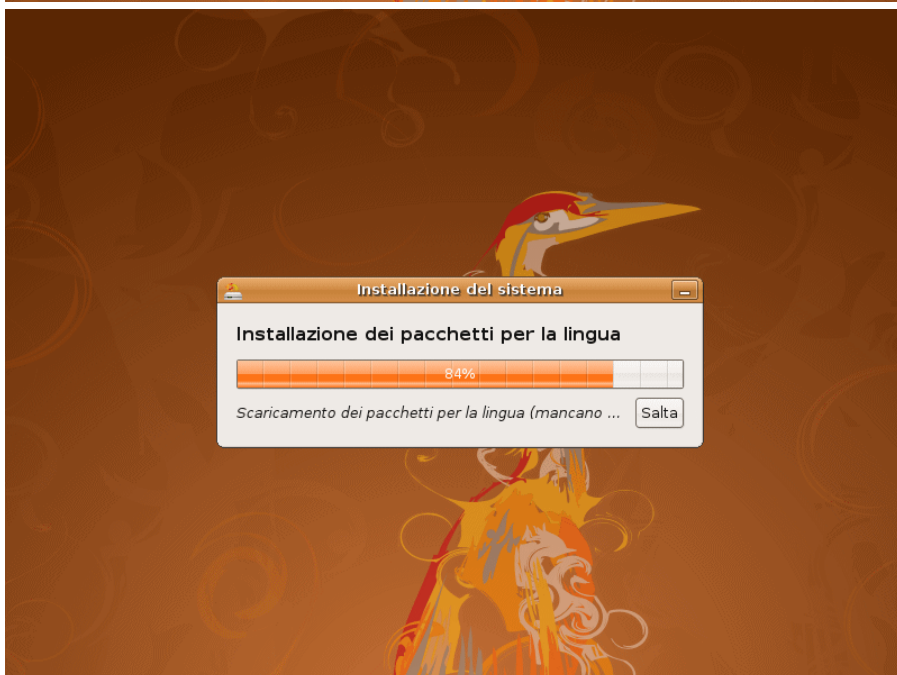 Installazione del sistema
Installazione dei pacchetti per la lingua
84%
Scaricamento dei pacchetti per la lingua (mancano ...
Salta